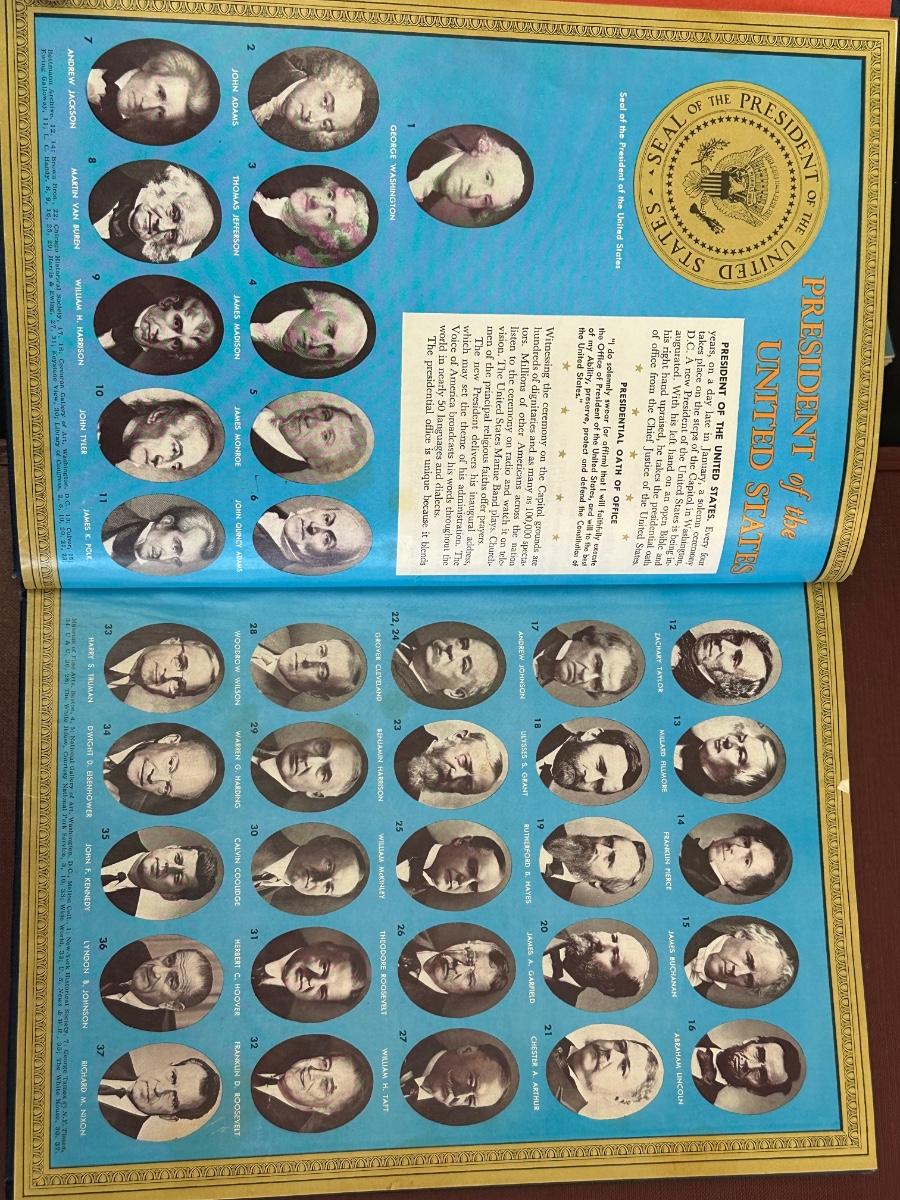 PRESIDENT of the
UNITED STATES
SEAL OF THE PRESIDENT OF THE UNITED STATES
Seal of the President of the United States
PRESIDENT OF THE UNITED STATES. Every four
years, on a day late in January, a solemn ceremony
takes place on the steps of the Capitol in Washington,
D.C. A new President of the United States is being in-
augurated. With his left hand on an open Bible and
his right hand upraised, he takes the presidential oath
of office from the Chief Justice of the United States.
PRESIDENTIAL OATH OF OFFICE
"I do solemnly swear (or affirm) that I will faithfully execute
the Office of President of the United States, and will to the best
of my Ability, preserve, protect and defend the Constitution of
the United States."
Witnessing the ceremony on the Capitol grounds are
hundreds of dignitaries and as many as 100,000 specta-
tors. Millions of other Americans across the nation
listen to the ceremony on radio and watch it on tele-
vision. The United States Marine Band plays. Church-
men of the principal religious faiths offer prayers.
The new President delivers his inaugural address,
which may set the theme of his administration. The
Voice of America broadcasts his words throughout the
world in nearly 50 languages and dialects.
The presidential office is unique because it blends
1
GEORGE WASHINGTON
2
JOHN ADAMS
3
THOMAS JEFFERSON
4
JAMES MADISON
5
JAMES MONROE
6
JOHN QUINCY ADAMS
7
ANDREW JACKSON
8
MARTIN VAN BUREN
9
WILLIAM H. HARRISON
10
JOHN TYLER
11
JAMES K. POLK
12
ZACHARY TAYLOR
13
MILLARD FILLMORE
14
FRANKLIN PIERCE
15
JAMES BUCHANAN
16
ABRAHAM LINCOLN
17
ANDREW JOHNSON
18
ULYSSES S. GRANT
19
RUTHERFORD B. HAYES
20
JAMES A. GARFIELD
21
CHESTER A. ARTHUR
22, 24
GROVER CLEVELAND
23
BENJAMIN HARRISON
25
WILLIAM McKINLEY
26
THEODORE ROOSEVELT
27
WILLIAM H. TAFT
28
WOODROW WILSON
29
WARREN G. HARDING
30
CALVIN COOLIDGE
31
HERBERT C. HOOVER
32
FRANKLIN D. ROOSEVELT
33
HARRY S. TRUMAN
34
DWIGHT D. EISENHOWER
35
JOHN F. KENNEDY
36
LYNDON B. JOHNSON
37
RICHARD M. NIXON